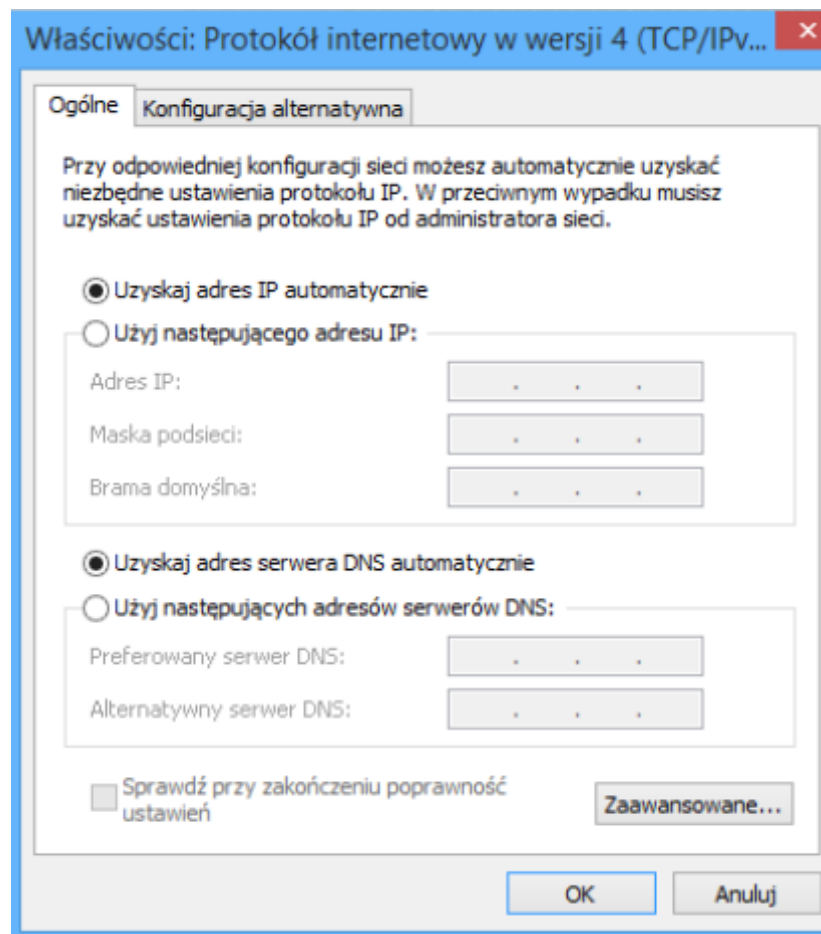 Właściwości: Protokół internetowy w wersji 4 (TCP/IPv...
Ogólne
Konfiguracja alternatywna
Przy odpowiedniej konfiguracji sieci możesz automatycznie uzyskać
niezbędne ustawienia protokołu IP. W przeciwnym wypadku musisz
uzyskać ustawienia protokołu IP od administratora sieci.
Uzyskaj adres IP automatycznie
Użyj następującego adresu IP:
Adres IP:
Maska podsieci:
Brama domyślna:
Uzyskaj adres serwera DNS automatycznie
Użyj następujących adresów serwerów DNS:
Preferowany serwer DNS:
Alternatywny serwer DNS:
Sprawdź przy zakończeniu poprawność
ustawień
Zaawansowane...
OK
Anuluj